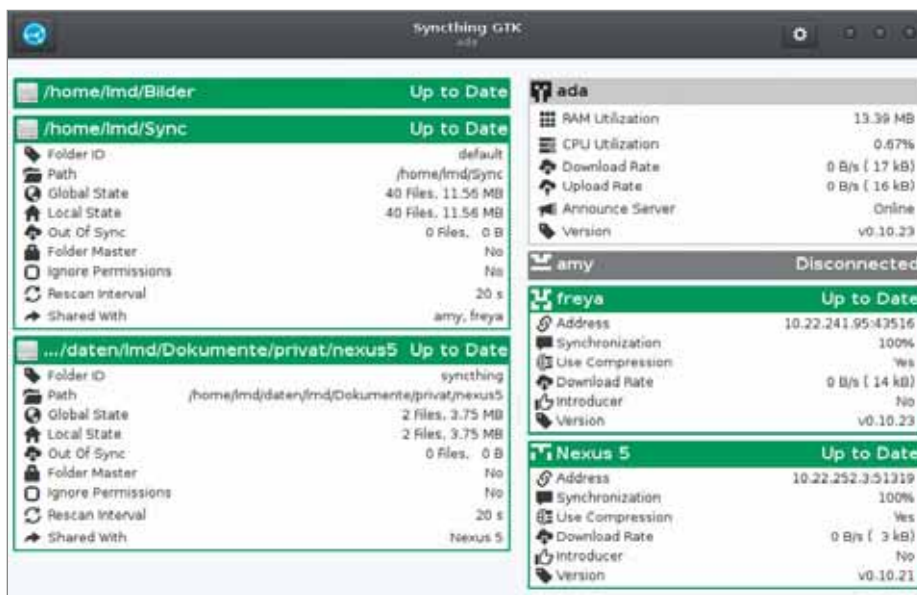 Syncthing GTK
ada
/home/lmd/Bilder Up to Date
/home/lmd/Sync Up to Date
Folder ID default
Path /home/lmd/Sync
Global State 40 Files, 11.56 MB
Local State 40 Files, 11.56 MB
Out Of Sync 0 Files, 0 B
Folder Master No
Ignore Permissions No
Rescan Interval 20 s
Shared With amy, freya
.../daten/lmd/Dokumente/privat/nexus5 Up to Date
Folder ID syncthing
Path /home/lmd/daten/lmd/Dokumente/privat/nexus5
Global State 2 Files, 3.75 MB
Local State 2 Files, 3.75 MB
Out Of Sync 0 Files, 0 B
Folder Master No
Ignore Permissions No
Rescan Interval 20 s
Shared With Nexus 5
ada
RAM Utilization 13.39 MB
CPU Utilization 0.67%
Download Rate 0 B/s ( 17 kB)
Upload Rate 0 B/s ( 16 kB)
Announce Server Online
Version v0.10.23
amy Disconnected
freya Up to Date
Address 10.22.241.95:43516
Synchronization 100%
Use Compression Yes
Download Rate 0 B/s ( 14 kB)
Introducer No
Version v0.10.23
Nexus 5 Up to Date
Address 10.22.252.3:51319
Synchronization 100%
Use Compression Yes
Download Rate 0 B/s ( 3 kB)
Introducer No
Version v0.10.21